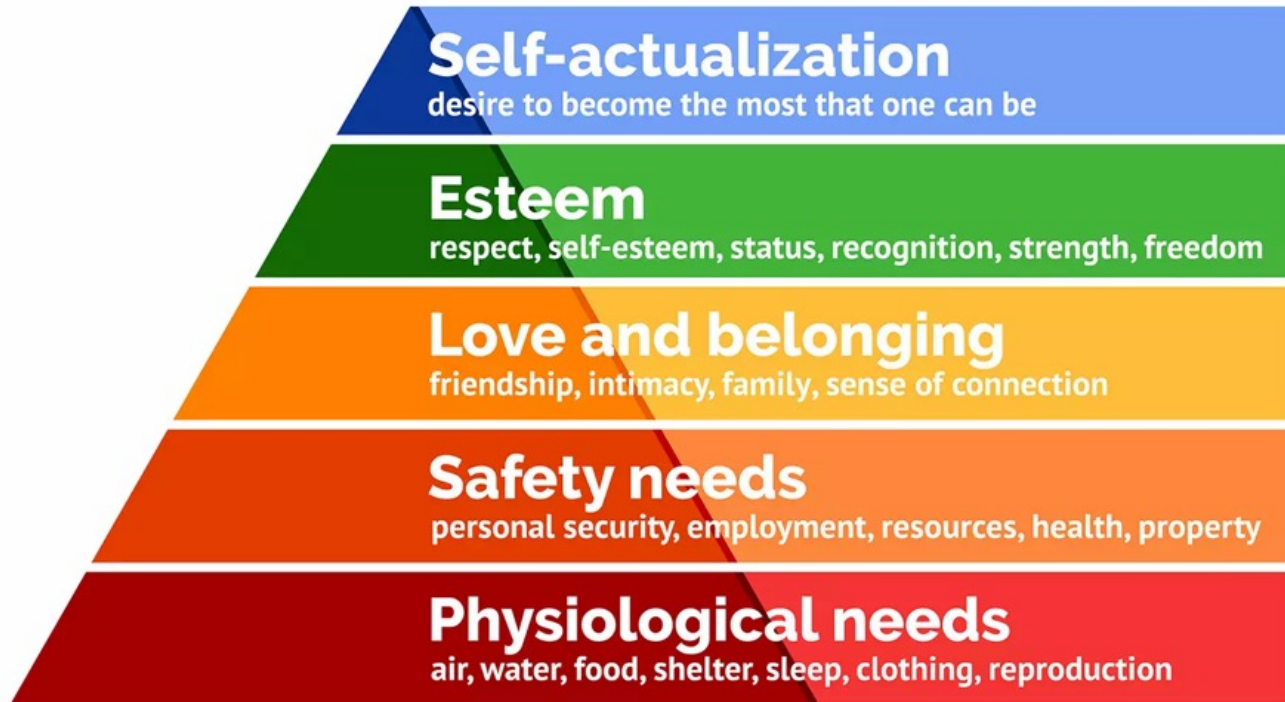 Self-actualization
desire to become the most that one can be
Esteem
respect, self-esteem, status, recognition, strength, freedom
Love and belonging
friendship, intimacy, family, sense of connection
Safety needs
personal security, employment, resources, health, property
Physiological needs
air, water, food, shelter, sleep, clothing, reproduction